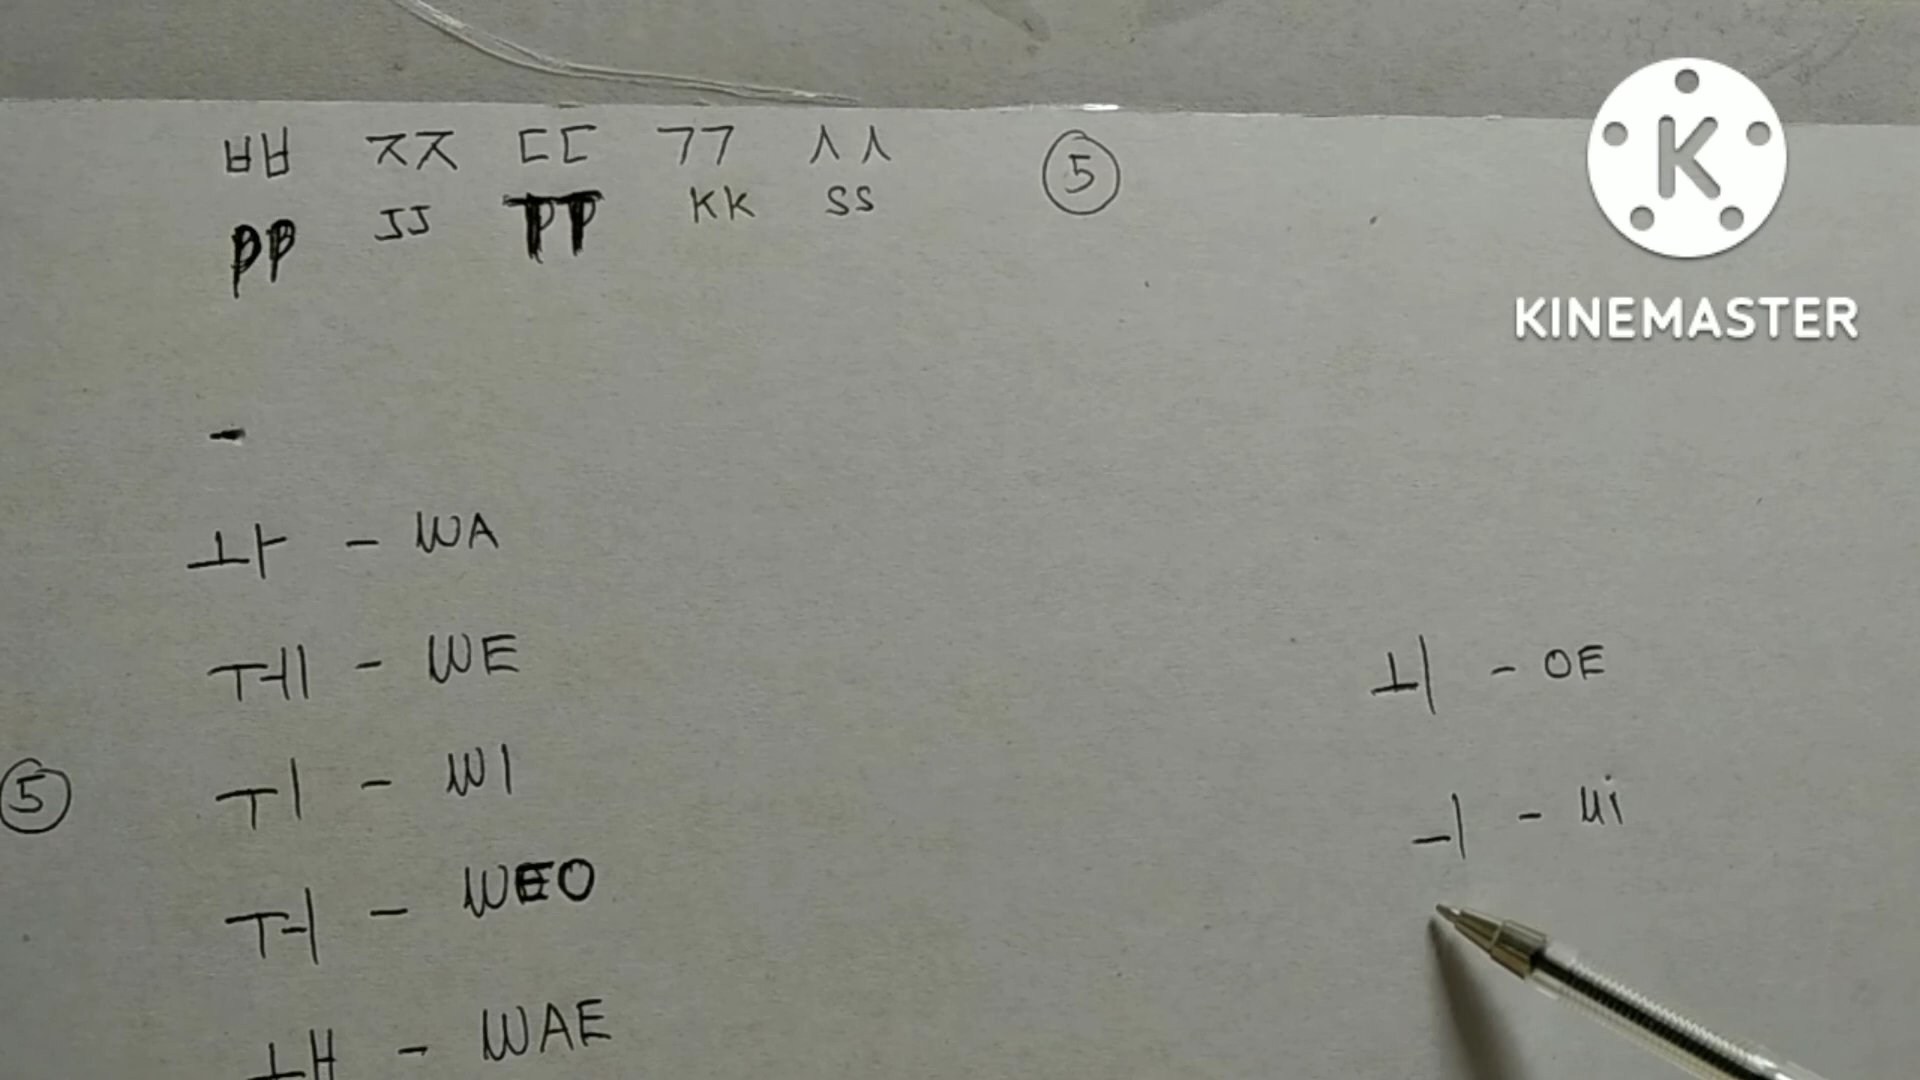 ㅃ ㅉ ㄸ ㄲ ㅆ ⑤
PP JJ TT KK SS
K
KINEMASTER
-
ㅘ - WA
ㅞ - WE
ㅚ - OE
ㅟ - WI
⑤
ㅢ - Ui
ㅝ - WEO
ㅙ - WAE